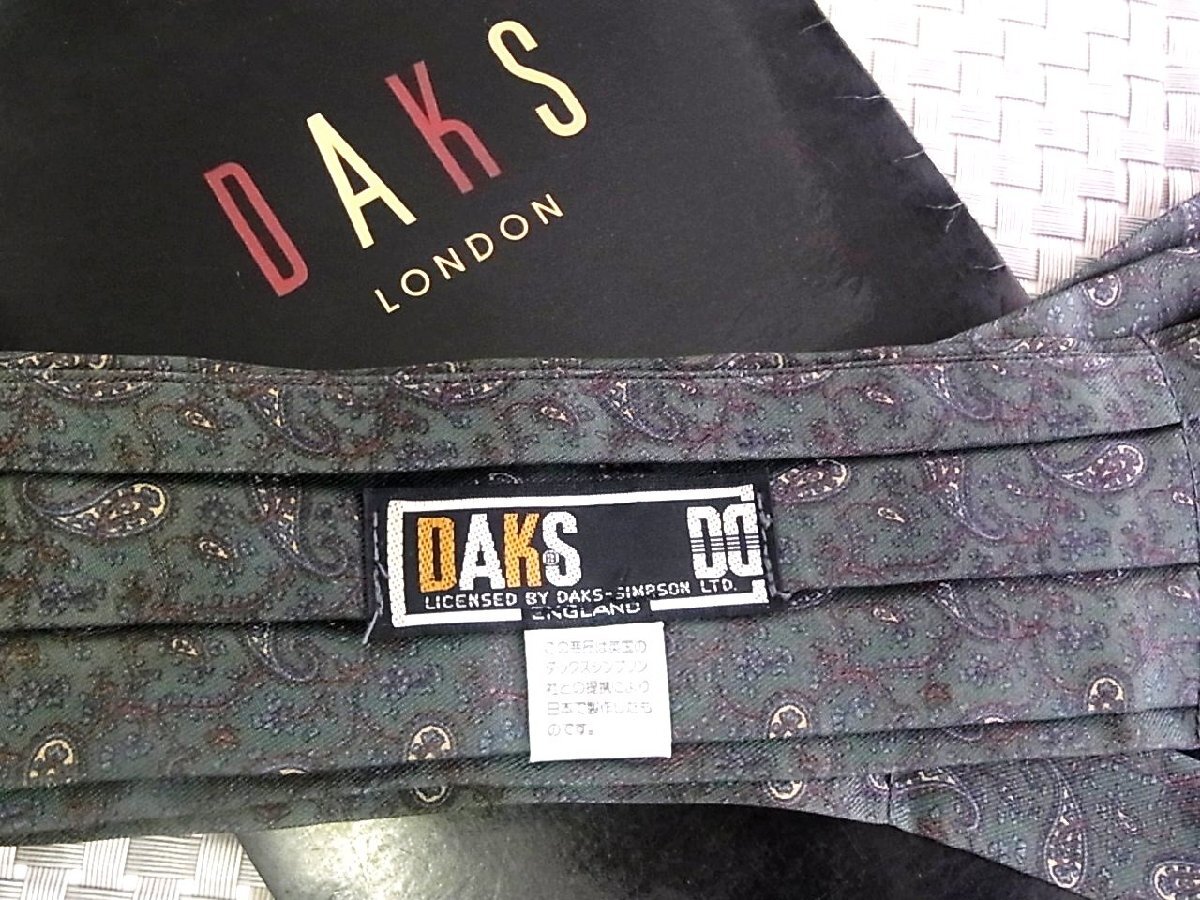 DAKS
LONDON
DAKS DD
LICENSED BY DAKS-SIMPSON LTD.
ENGLAND
この商品は英国の
ダックスシンプソン
社との提携により
日本で製作したも
のです。